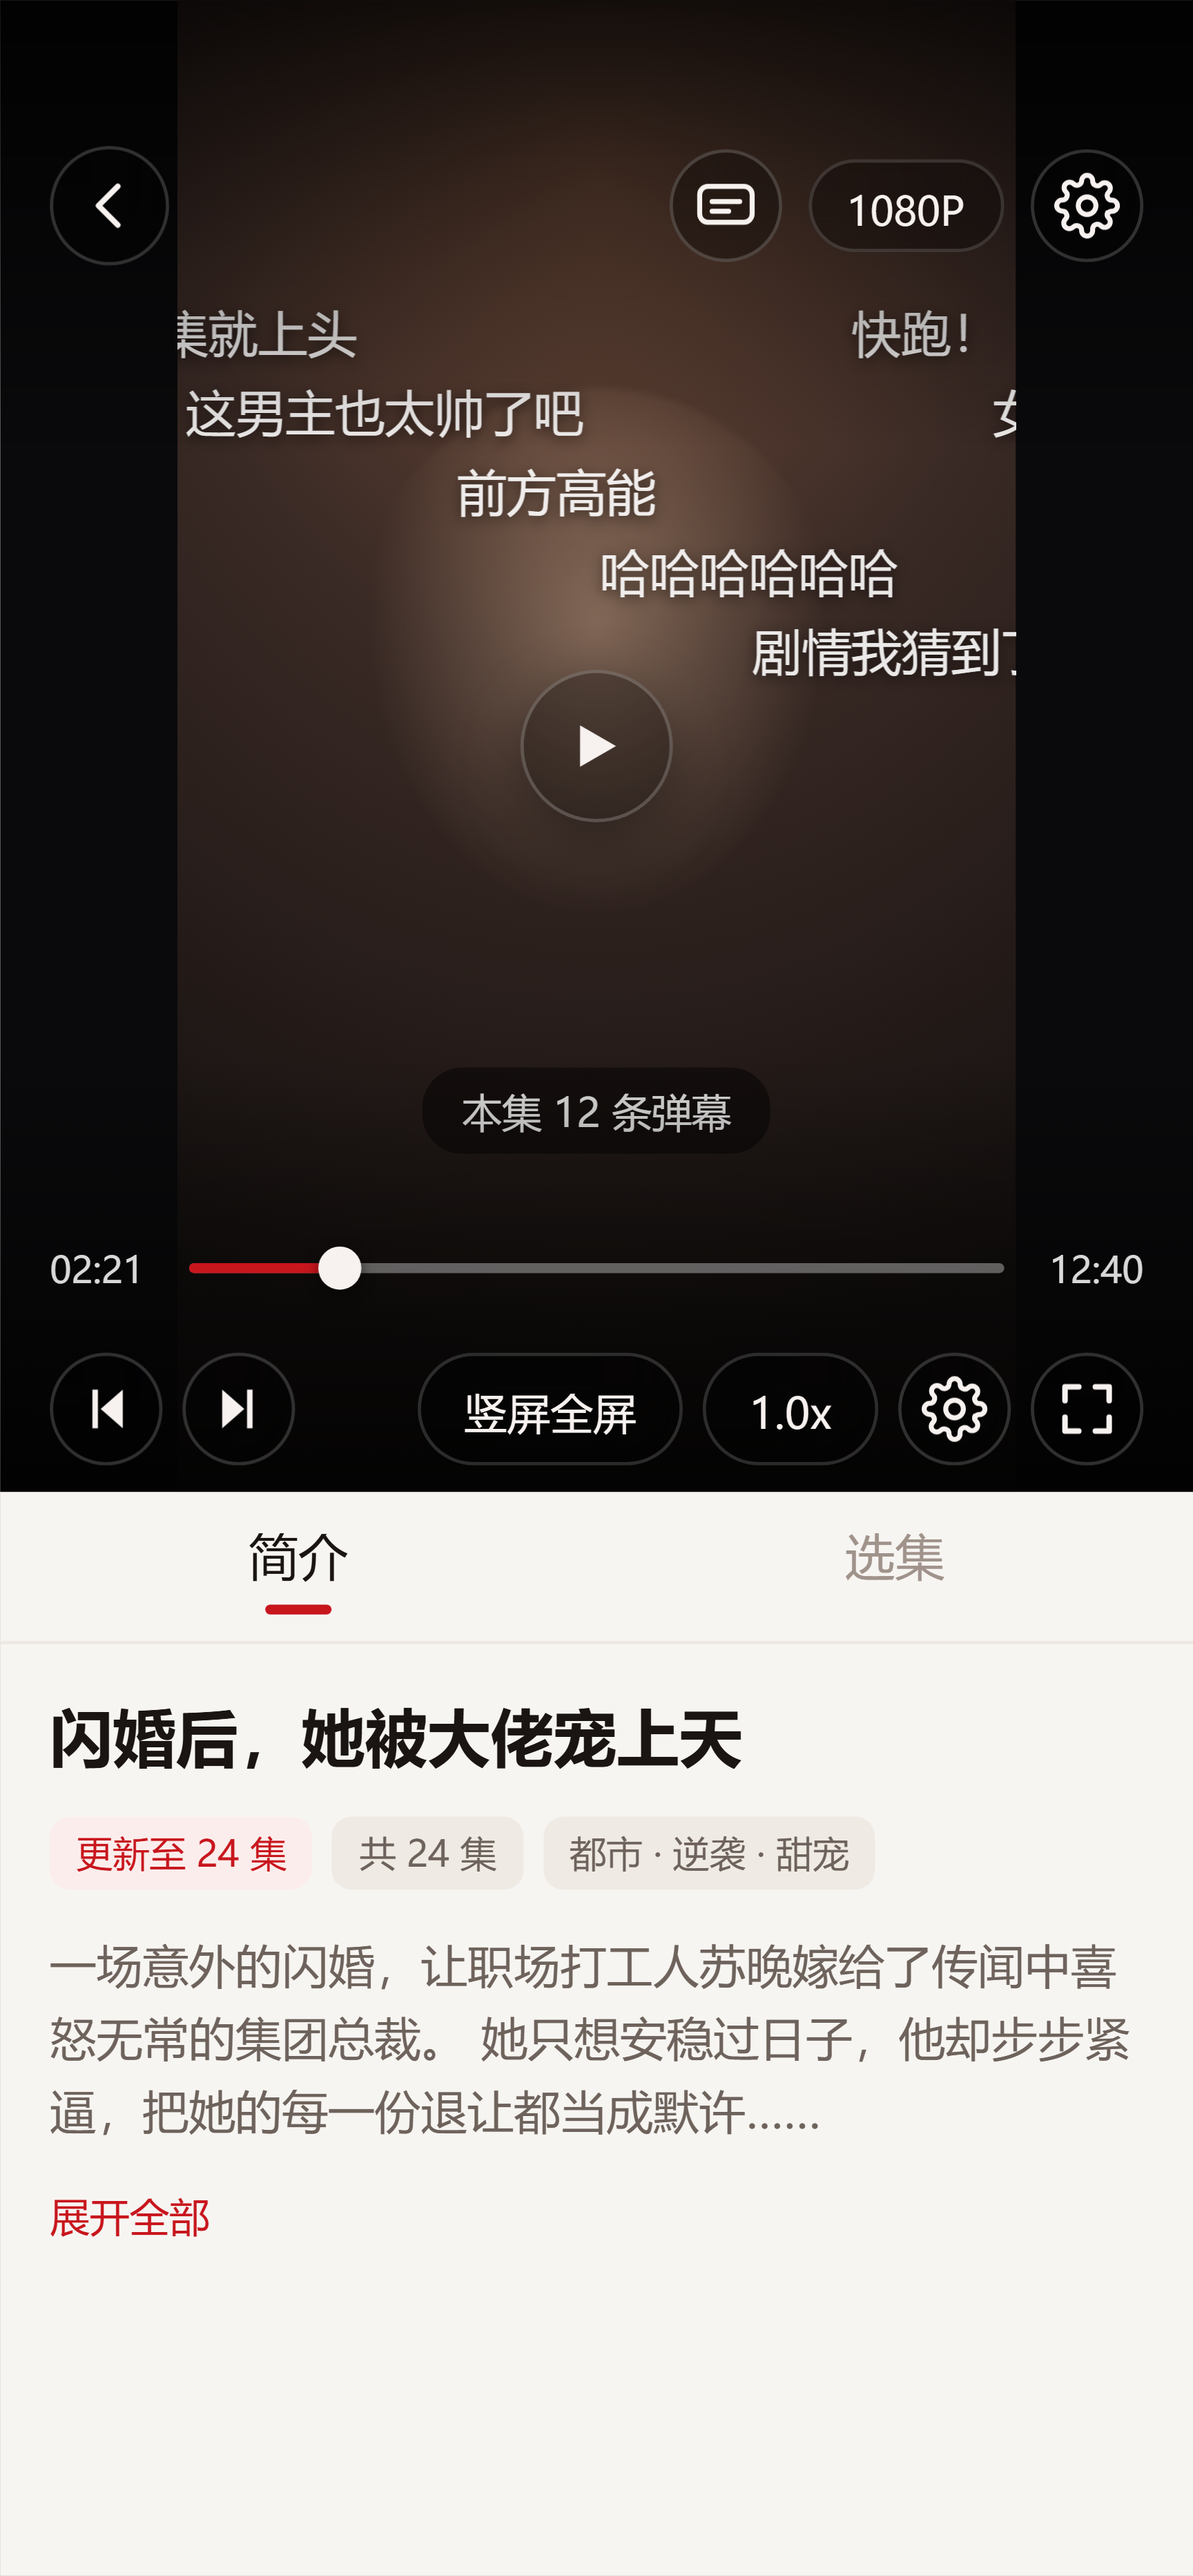 1080P
集就上头 快跑！
这男主也太帅了吧 女
前方高能
哈哈哈哈哈哈
剧情我猜到了
本集 12 条弹幕
02:21 12:40
竖屏全屏 1.0x
简介 选集
闪婚后，她被大佬宠上天
更新至 24 集 共 24 集 都市 · 逆袭 · 甜宠
一场意外的闪婚，让职场打工人苏晚嫁给了传闻中喜
怒无常的集团总裁。 她只想安稳过日子，他却步步紧
逼，把她的每一份退让都当成默许……
展开全部